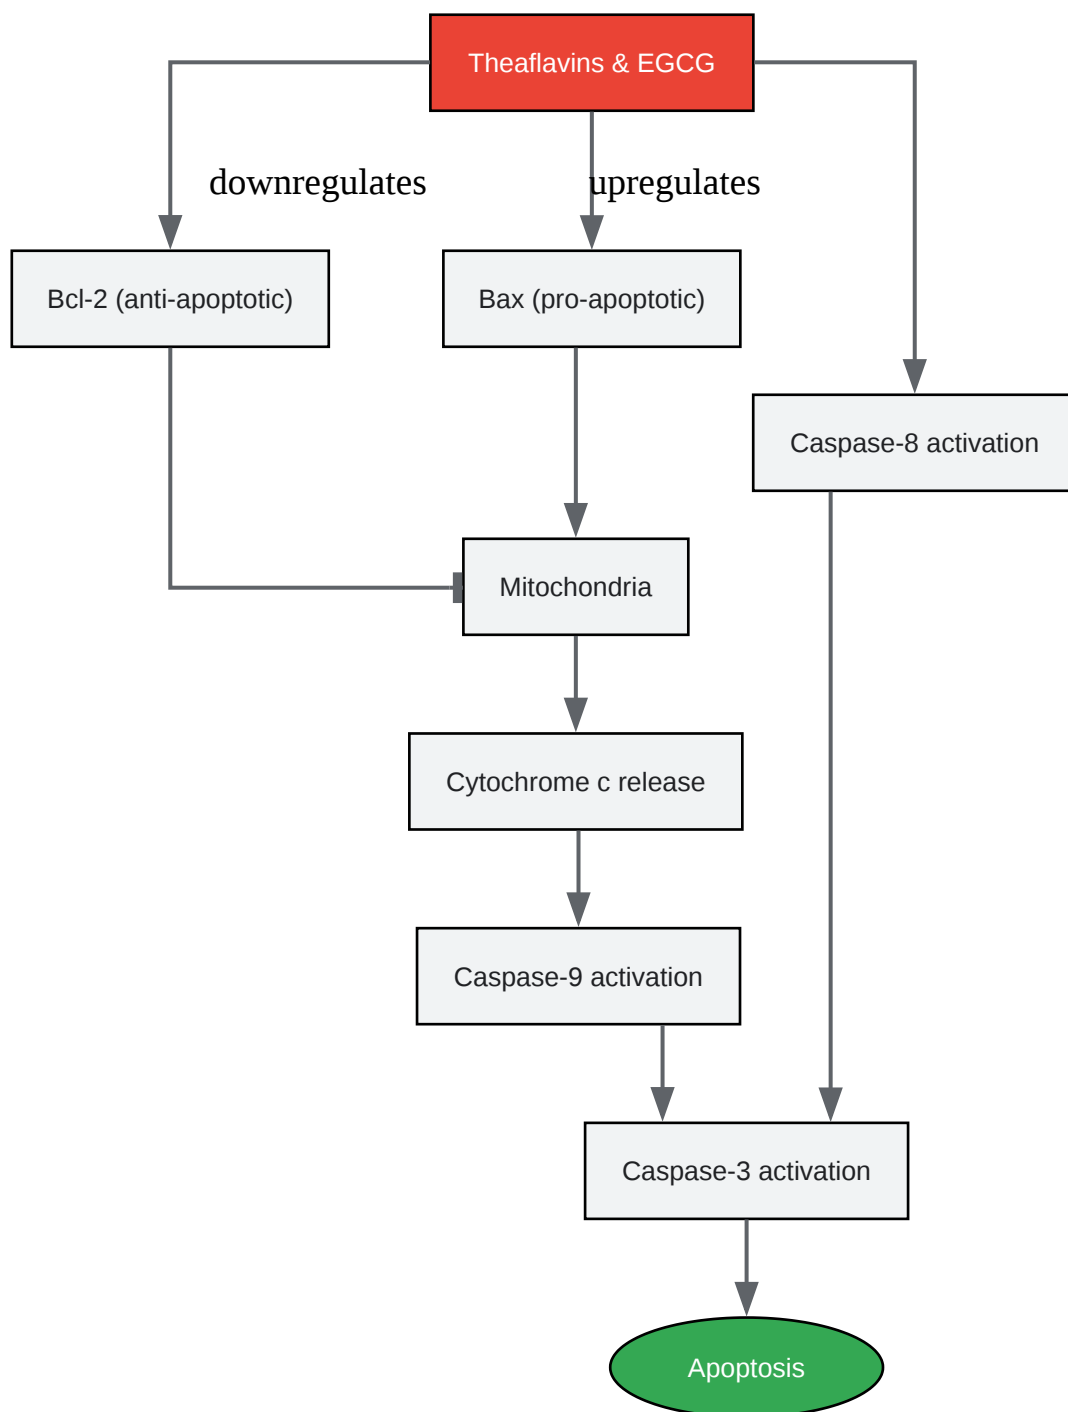 Theaflavins & EGCG
downregulates
upregulates
Bcl-2 (anti-apoptotic)
Bax (pro-apoptotic)
Caspase-8 activation
Mitochondria
Cytochrome c release
Caspase-9 activation
Caspase-3 activation
Apoptosis